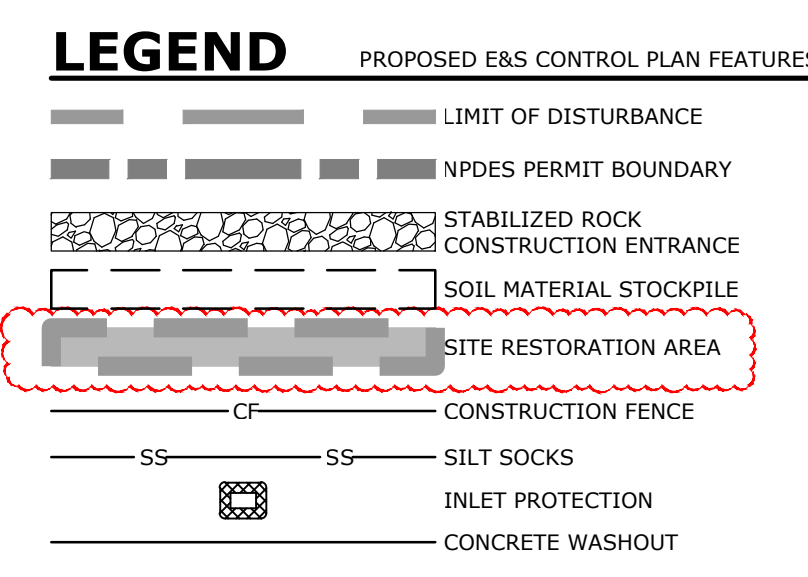 LEGEND
PROPOSED E&S CONTROL PLAN FEATURES
LIMIT OF DISTURBANCE
NPDES PERMIT BOUNDARY
STABILIZED ROCK
CONSTRUCTION ENTRANCE
SOIL MATERIAL STOCKPILE
SITE RESTORATION AREA
CF CONSTRUCTION FENCE
SS SS SILT SOCKS
INLET PROTECTION
CONCRETE WASHOUT